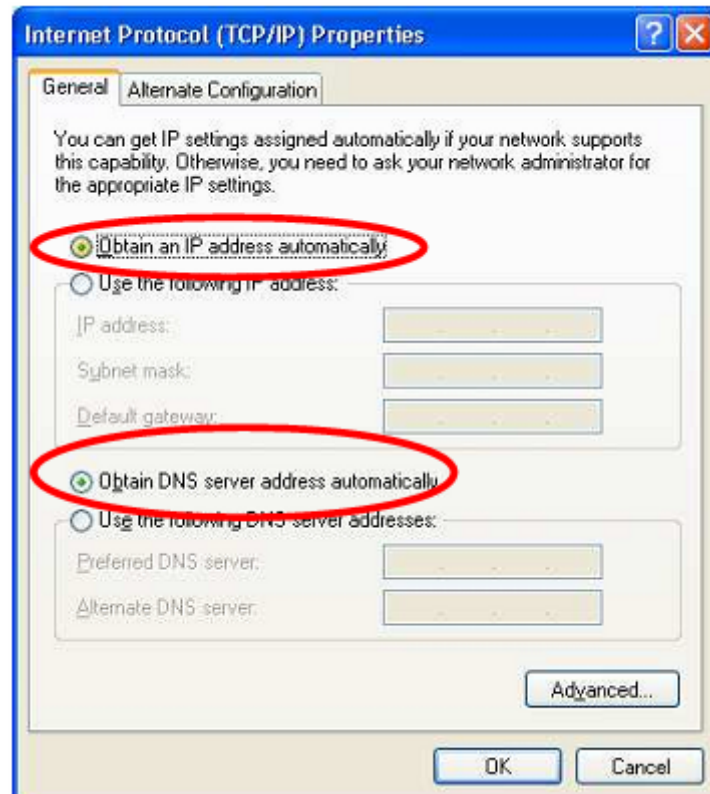 Internet Protocol (TCP/IP) Properties
General
Alternate Configuration
You can get IP settings assigned automatically if your network supports
this capability. Otherwise, you need to ask your network administrator for
the appropriate IP settings.
Obtain an IP address automatically
Use the following IP address:
IP address:
Subnet mask:
Default gateway:
Obtain DNS server address automatically
Use the following DNS server addresses:
Preferred DNS server:
Alternate DNS server:
Advanced...
OK
Cancel